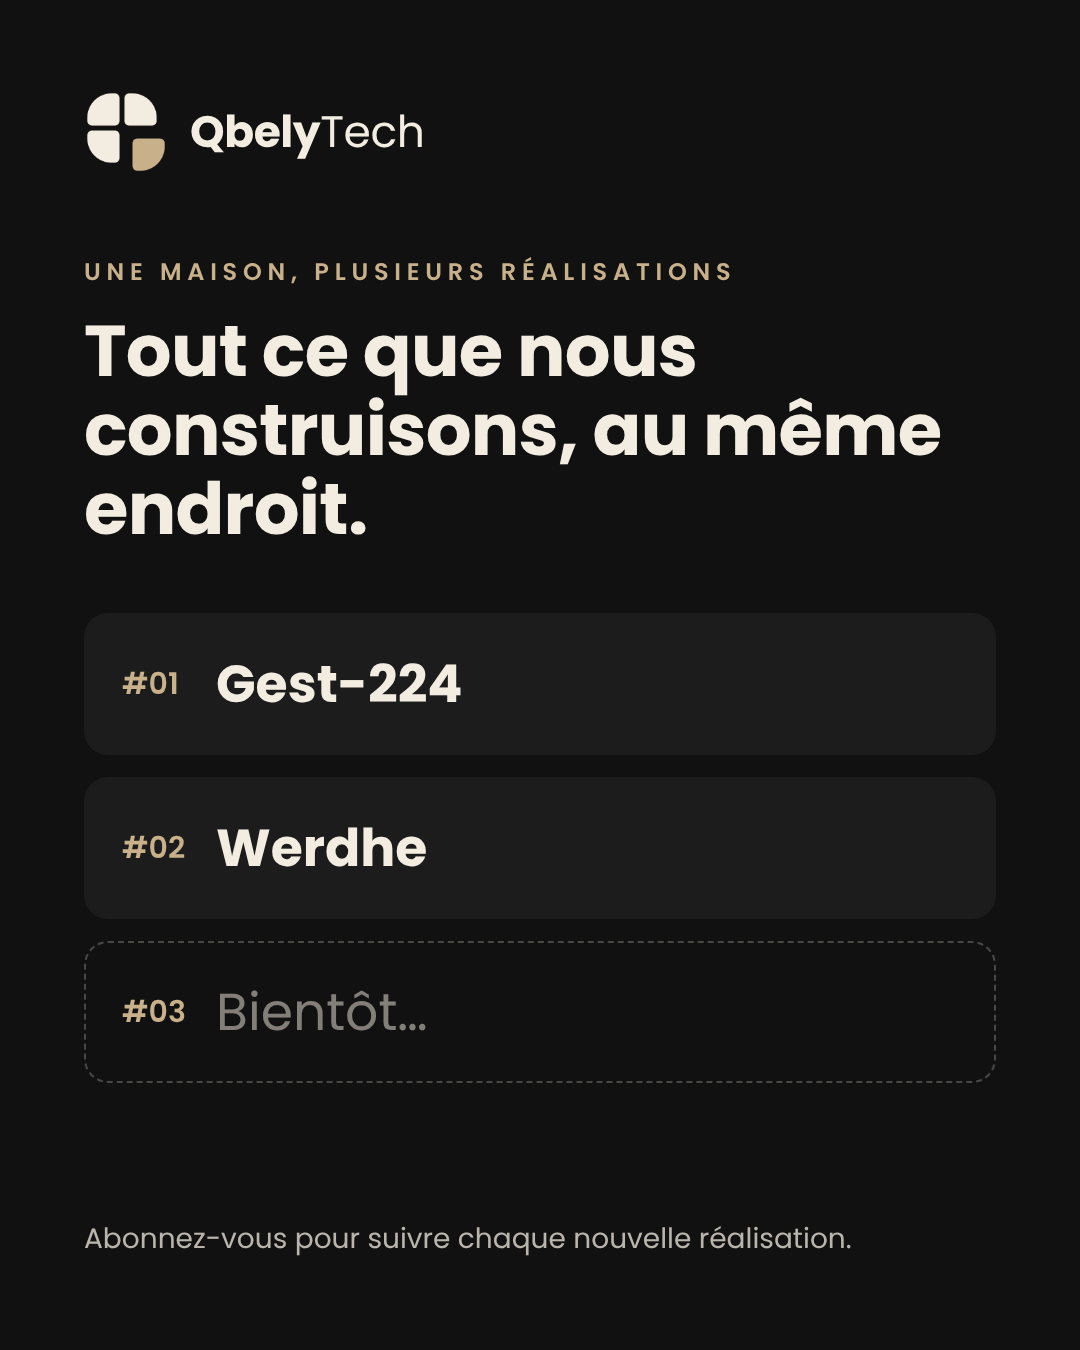 QbelyTech
UNE MAISON, PLUSIEURS RÉALISATIONS
Tout ce que nous
construisons, au même
endroit.
#01 Gest-224
#02 Werdhe
#03 Bientôt...
Abonnez-vous pour suivre chaque nouvelle réalisation.